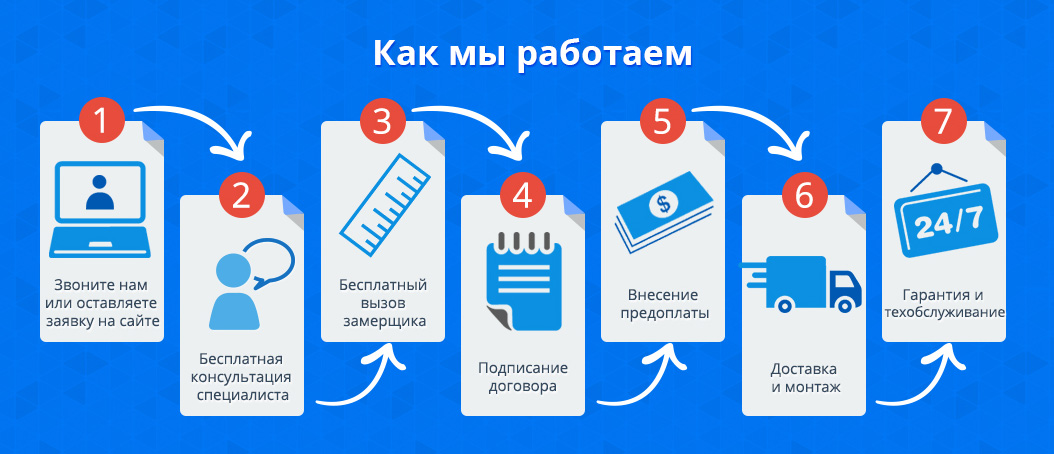 Как мы работаем
1
Звоните нам
или оставляете
заявку на сайте
2
Бесплатная
консультация
специалиста
3
Бесплатный
вызов
замерщика
4
Подписание
договора
5
$
Внесение
предоплаты
6
Доставка
и монтаж
7
24/7
Гарантия и
техобслуживание